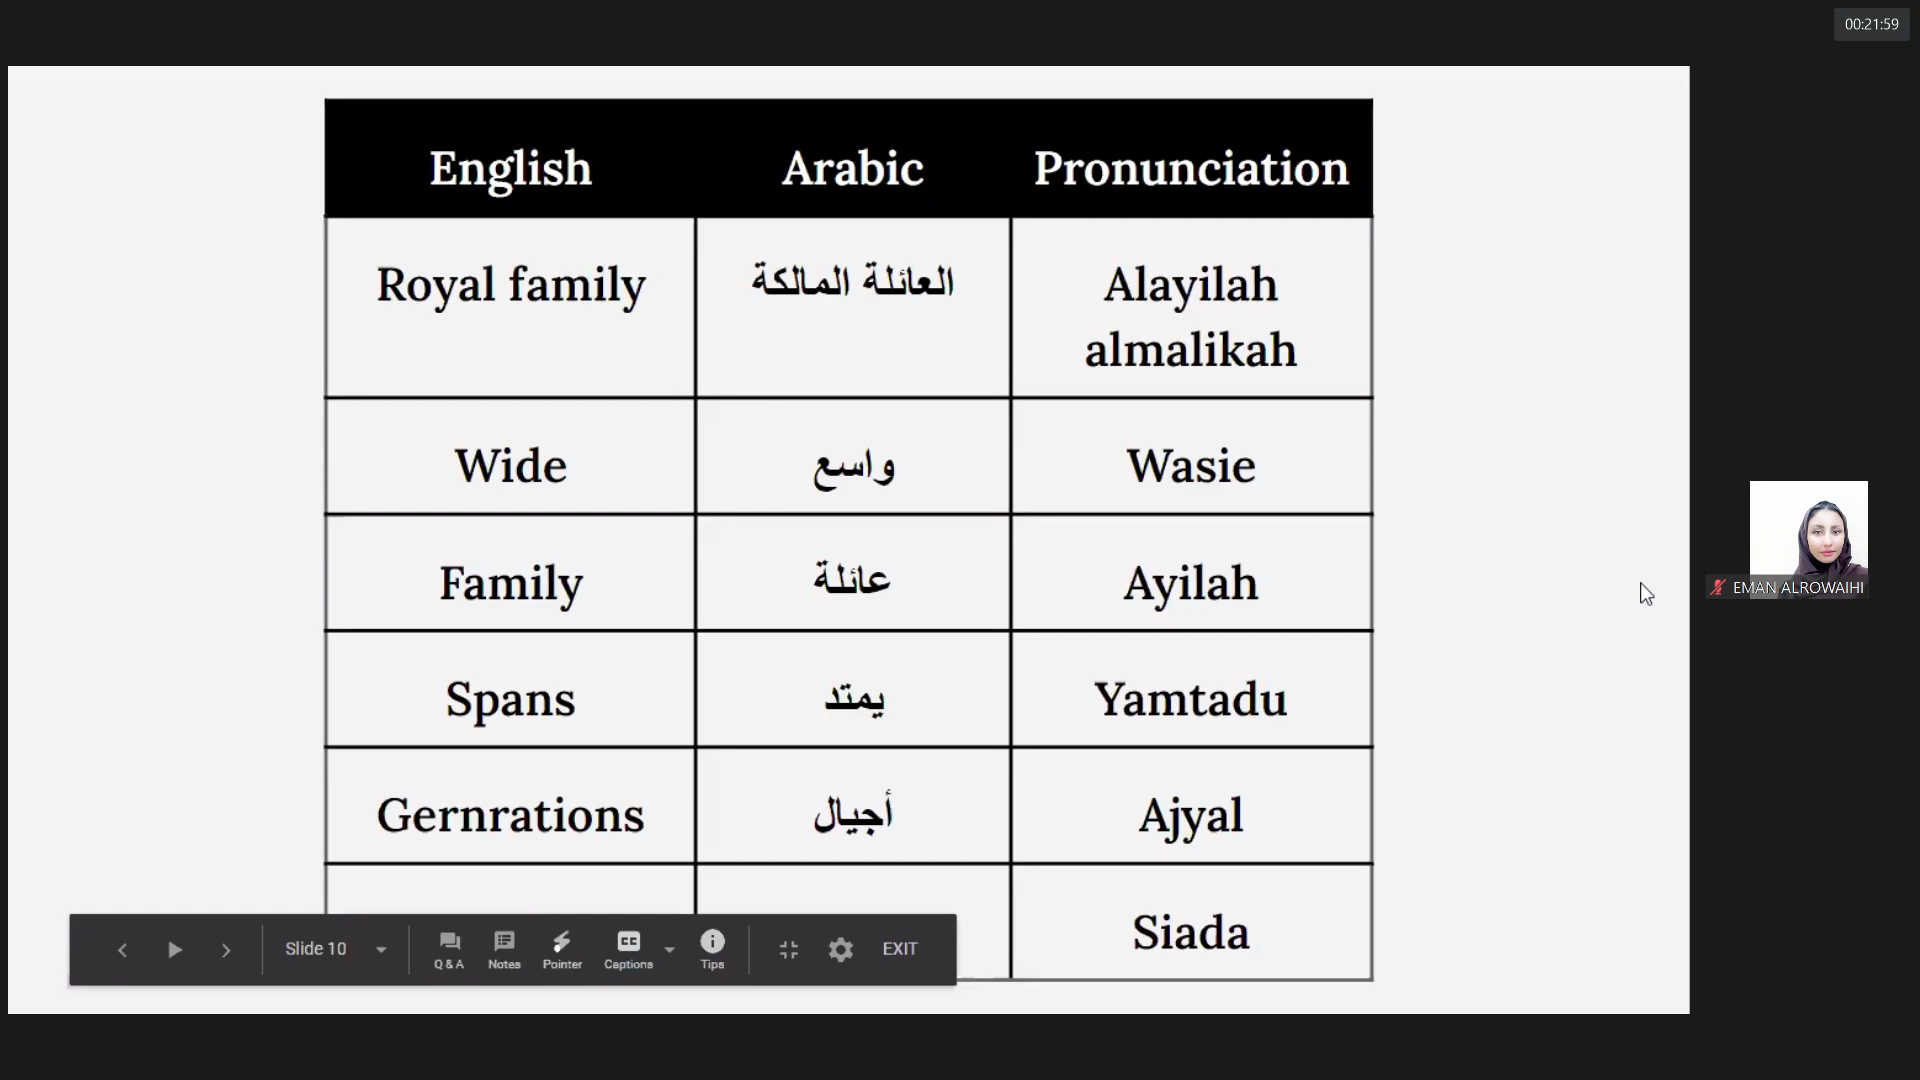 00:21:59
English Arabic Pronunciation
Royal family العائلة المالكة Alayilah
almalikah
Wide واسع Wasie
Family عائلة Ayilah
Spans يمتد Yamtadu
Gernrations أجيال Ajyal
Siada
Slide 10 Q & A Notes Pointer CC Captions Tips EXIT
EMAN ALROWAIHI